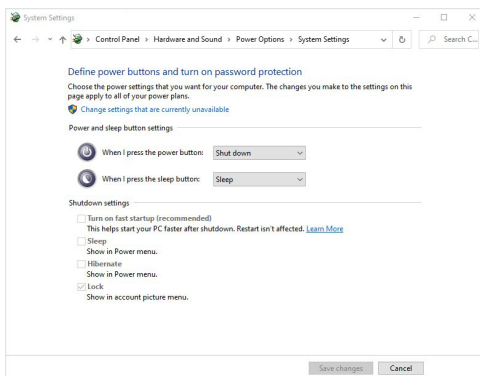 System Settings
Control Panel > Hardware and Sound > Power Options > System Settings
Search C...
Define power buttons and turn on password protection
Choose the power settings that you want for your computer. The changes you make to the settings on this
page apply to all of your power plans.
Change settings that are currently unavailable
Power and sleep button settings
When I press the power button: Shut down
When I press the sleep button: Sleep
Shutdown settings
Turn on fast startup (recommended)
This helps start your PC faster after shutdown. Restart isn't affected. Learn More
Sleep
Show in Power menu.
Hibernate
Show in Power menu.
Lock
Show in account picture menu.
Save changes Cancel